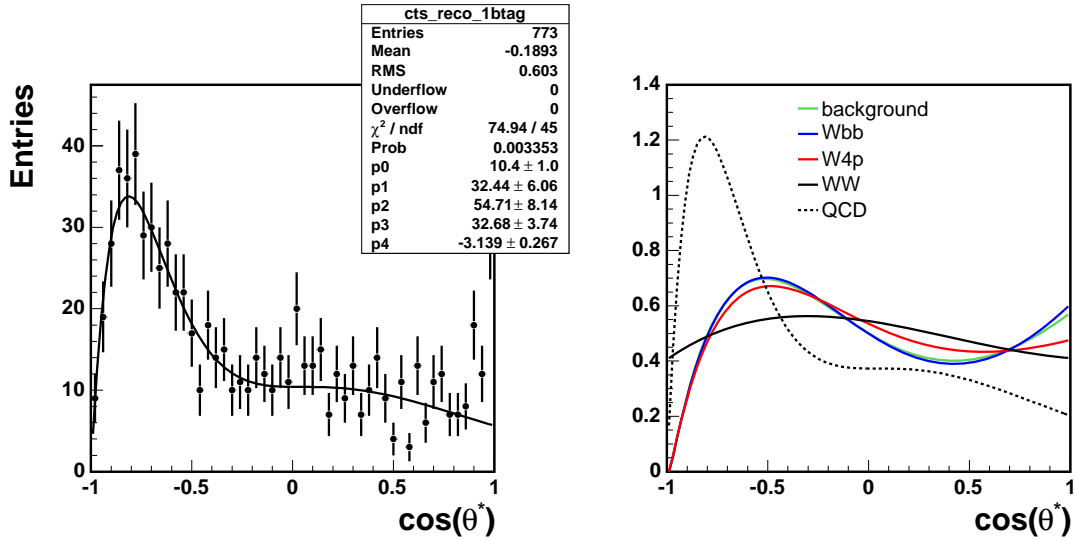 cts_reco_1btag
Entries 773
Mean -0.1893
RMS 0.603
Underflow 0
Overflow 0
χ² / ndf 74.94 / 45
Prob 0.003353
p0 10.4 ± 1.0
p1 32.44 ± 6.06
p2 54.71 ± 8.14
p3 32.68 ± 3.74
p4 -3.139 ± 0.267
Entries
40
30
20
10
0
-1 -0.5 0 0.5 1
cos(θ*)
1.4
1.2
1
0.8
0.6
0.4
0.2
0
background
Wbb
W4p
WW
QCD
-1 -0.5 0 0.5 1
cos(θ*)